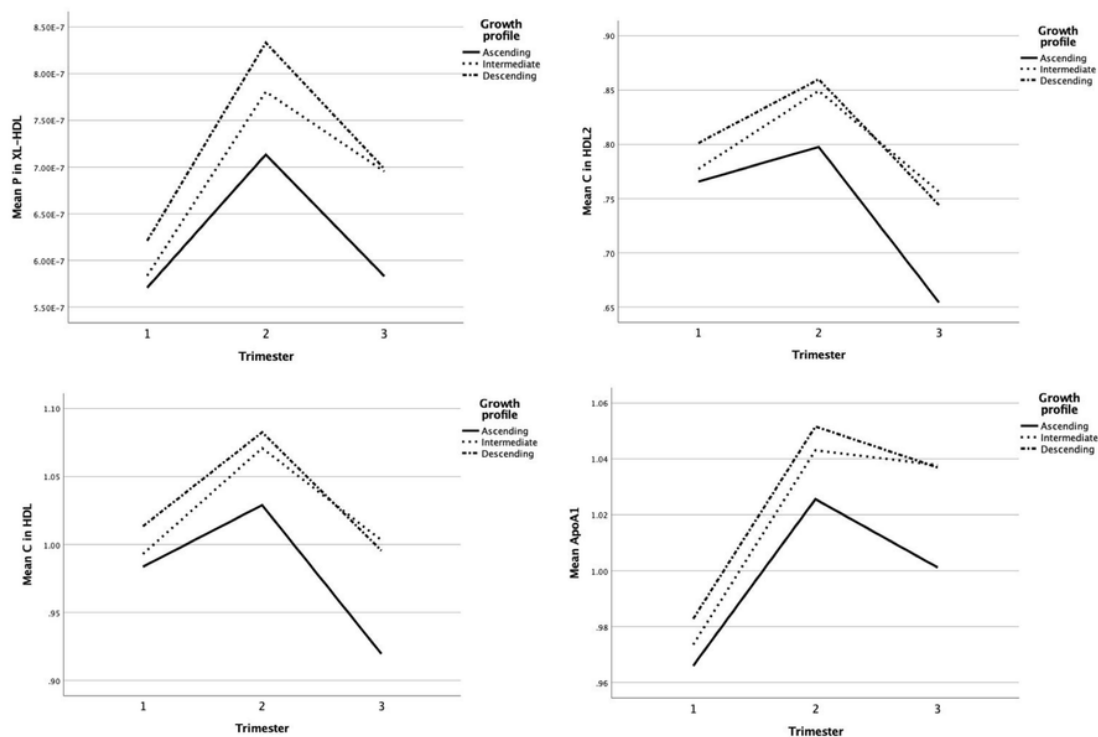 Mean P in XL-HDL
8.50E-7
8.00E-7
7.50E-7
7.00E-7
6.50E-7
6.00E-7
5.50E-7
1 2 3
Trimester
Growth
profile
Ascending
Intermediate
Descending
Mean C in HDL2
.90
.85
.80
.75
.70
.65
1 2 3
Trimester
Growth
profile
Ascending
Intermediate
Descending
Mean C in HDL
1.10
1.05
1.00
.95
.90
1 2 3
Trimester
Growth
profile
Ascending
Intermediate
Descending
Mean ApoA1
1.06
1.04
1.02
1.00
.98
.96
1 2 3
Trimester
Growth
profile
Ascending
Intermediate
Descending